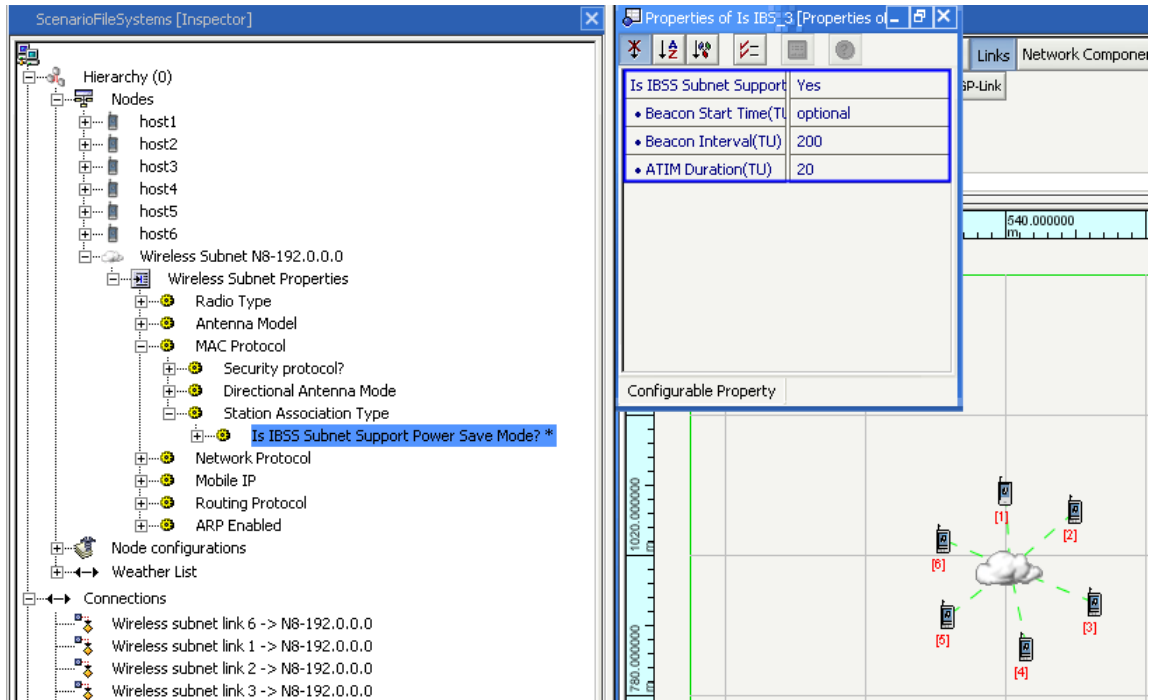 ScenarioFileSystems [Inspector]
Hierarchy (0)
Nodes
host1
host2
host3
host4
host5
host6
Wireless Subnet N8-192.0.0.0
Wireless Subnet Properties
Radio Type
Antenna Model
MAC Protocol
Security protocol?
Directional Antenna Mode
Station Association Type
Is IBSS Subnet Support Power Save Mode? *
Network Protocol
Mobile IP
Routing Protocol
ARP Enabled
Node configurations
Weather List
Connections
Wireless subnet link 6 -> N8-192.0.0.0
Wireless subnet link 1 -> N8-192.0.0.0
Wireless subnet link 2 -> N8-192.0.0.0
Wireless subnet link 3 -> N8-192.0.0.0
Properties of Is IBS_3 [Properties o
Is IBSS Subnet Support Yes
• Beacon Start Time(TU optional
• Beacon Interval(TU) 200
• ATIM Duration(TU) 20
Configurable Property
Links Network Componer
GP-Link
540.000000
m
1020.000000
780.000000
[1]
[2]
[6]
[3]
[5]
[4]